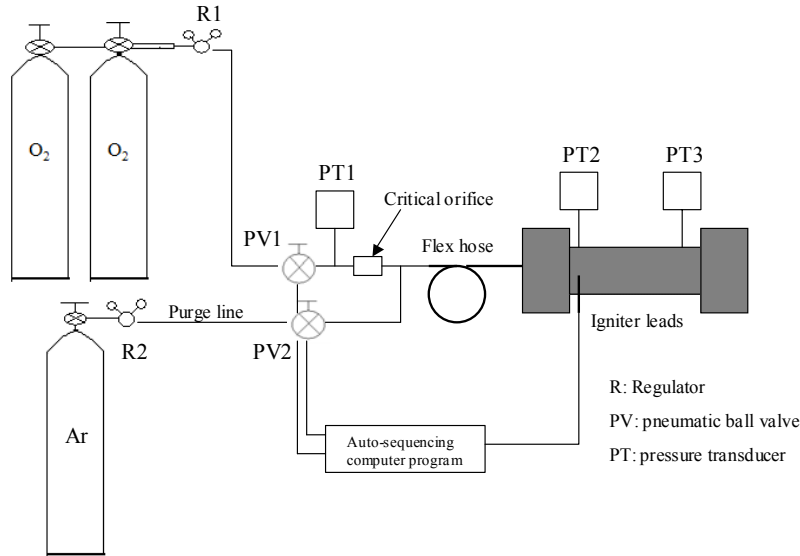 R1
O₂
O₂
PT1
PT2
PT3
Critical orifice
PV1
Flex hose
Purge line
R2
PV2
Igniter leads
Ar
Auto-sequencing
computer program
R: Regulator
PV: pneumatic ball valve
PT: pressure transducer